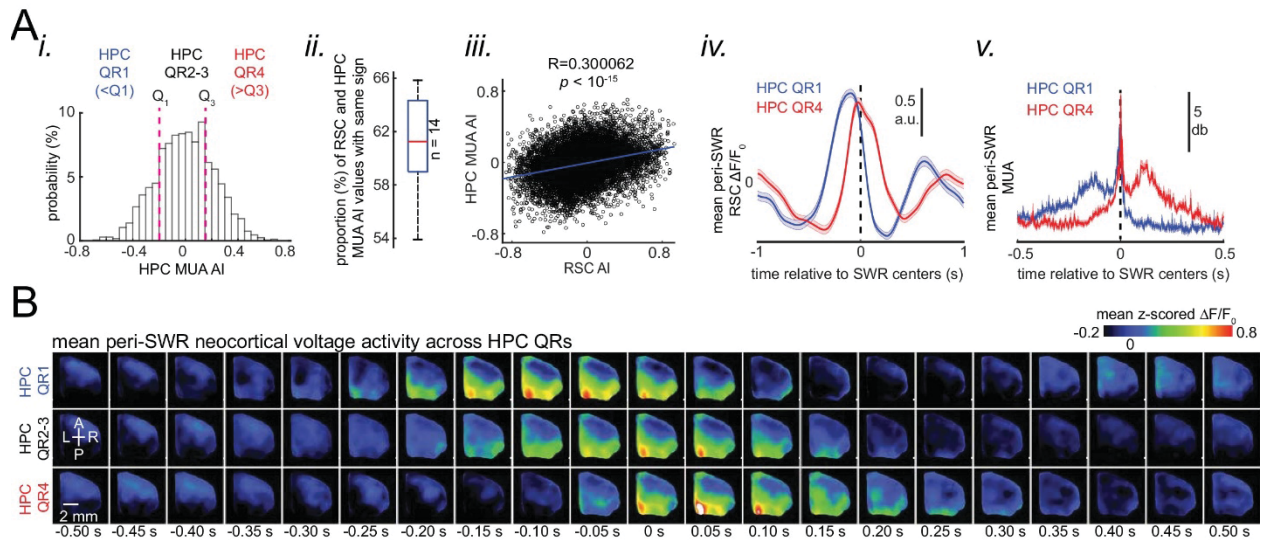 A
i.
HPC QR1 (<Q1)
HPC QR2-3
HPC QR4 (>Q3)
Q1
Q3
probability (%)
10
5
0
-0.8
-0.4
0
0.4
0.8
HPC MUA AI
ii.
proportion (%) of RSC and HPC
MUA AI values with same sign
66
62
58
54
n = 14
iii.
R=0.300062
p < 10-15
HPC MUA AI
0.8
0
-0.8
-0.8
0
0.8
RSC AI
iv.
HPC QR1
HPC QR4
0.5
a.u.
mean peri-SWR
RSC ΔF/F0
0
-1
0
1
time relative to SWR centers (s)
v.
HPC QR1
HPC QR4
5
db
mean peri-SWR
MUA
-0.5
0
0.5
time relative to SWR centers (s)
B
mean peri-SWR neocortical voltage activity across HPC QRs
mean z-scored ΔF/F0
-0.2
0
0.8
HPC
QR1
HPC
QR2-3
A
L R
P
HPC
QR4
2 mm
-0.50 s -0.45 s -0.40 s -0.35 s -0.30 s -0.25 s -0.20 s -0.15 s -0.10 s -0.05 s 0 s 0.05 s 0.10 s 0.15 s 0.20 s 0.25 s 0.30 s 0.35 s 0.40 s 0.45 s 0.50 s